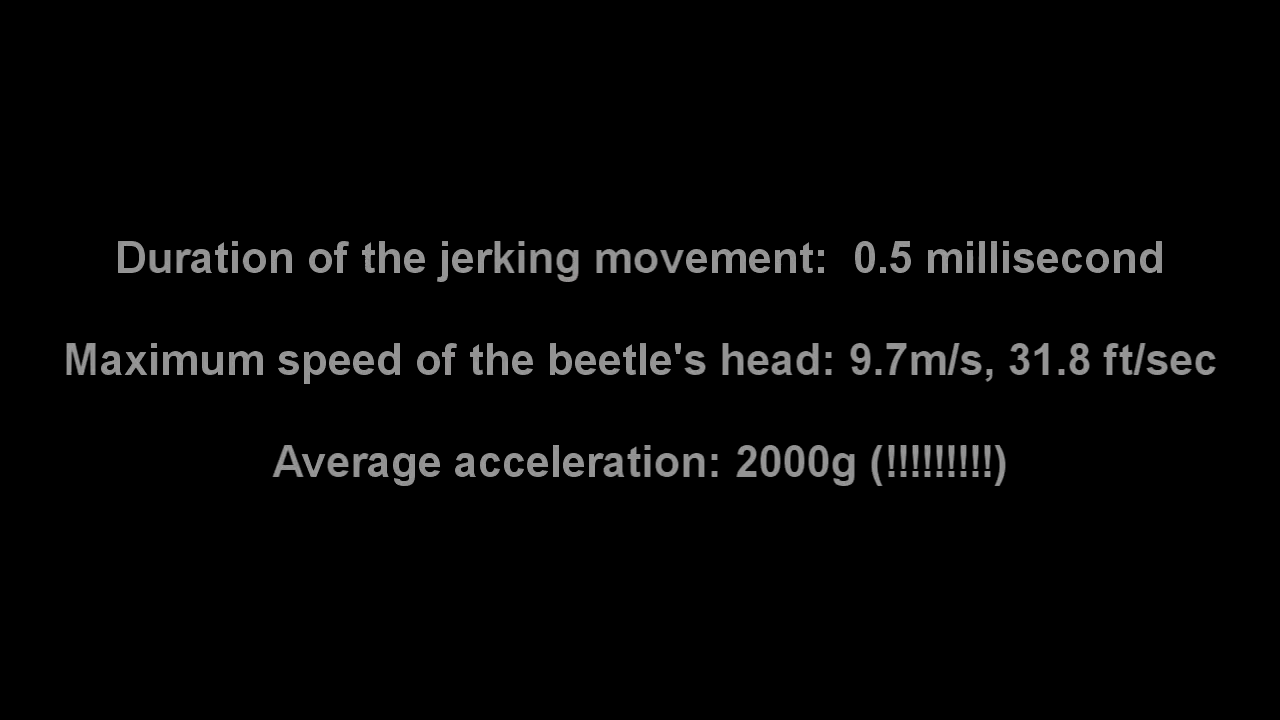 Duration of the jerking movement:  0.5 millisecond
Maximum speed of the beetle's head: 9.7m/s, 31.8 ft/sec
Average acceleration: 2000g (!!!!!!!!!)